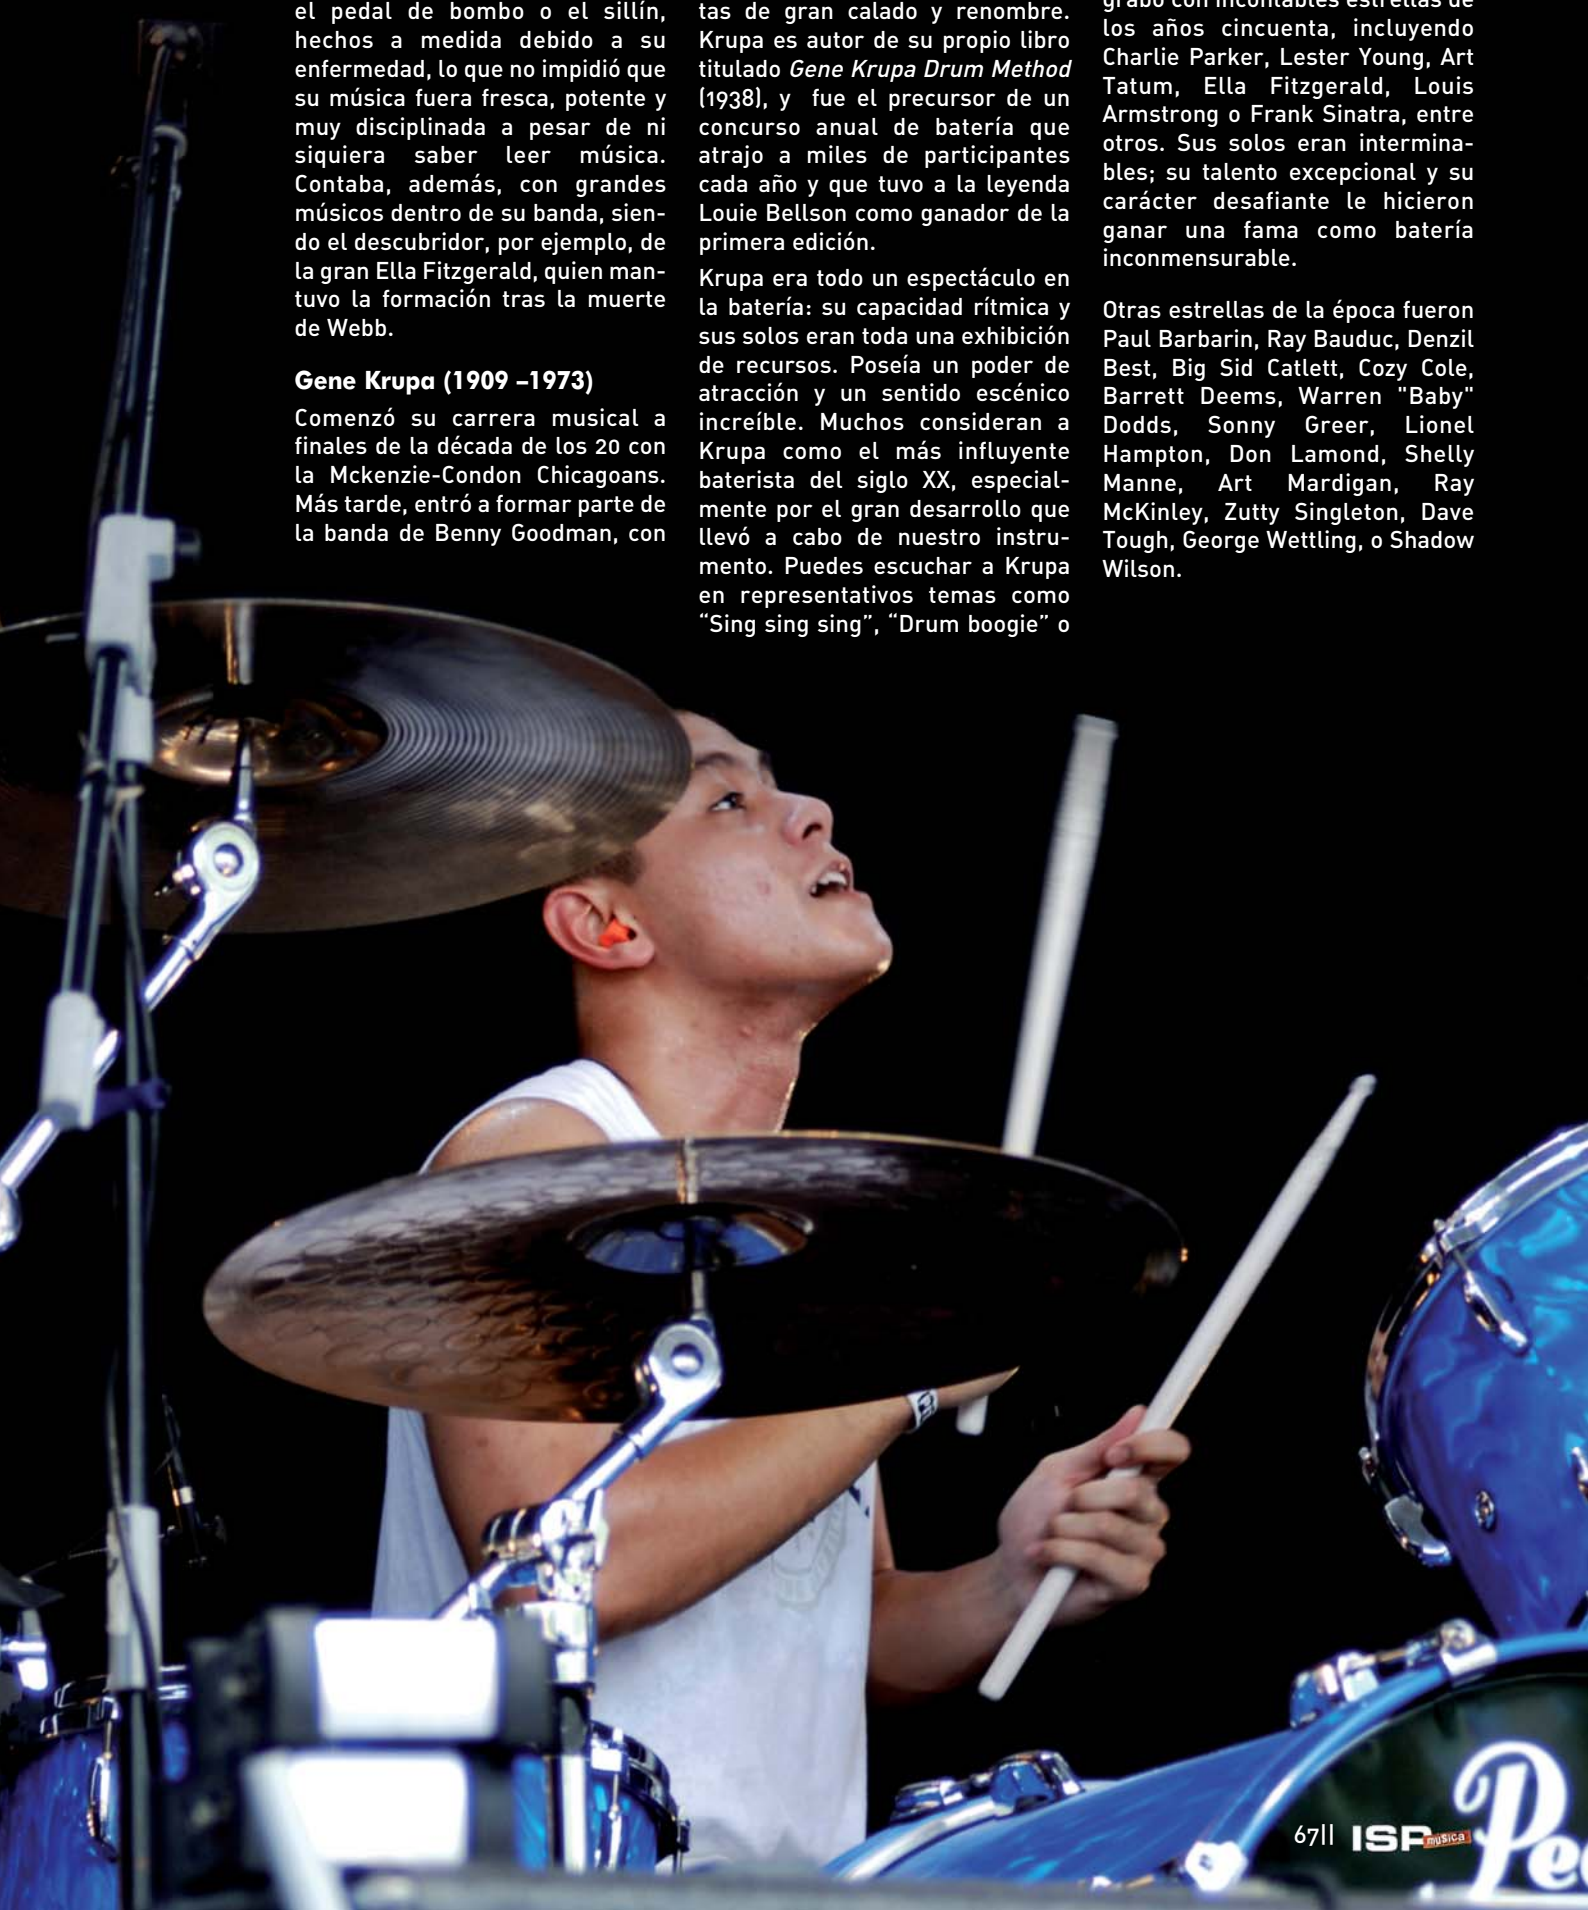 el pedal de bombo o el sillín,
hechos a medida debido a su
enfermedad, lo que no impidió que
su música fuera fresca, potente y
muy disciplinada a pesar de ni
siquiera saber leer música.
Contaba, además, con grandes
músicos dentro de su banda, sien-
do el descubridor, por ejemplo, de
la gran Ella Fitzgerald, quien man-
tuvo la formación tras la muerte
de Webb.
Gene Krupa (1909 –1973)
Comenzó su carrera musical a
finales de la década de los 20 con
la Mckenzie-Condon Chicagoans.
Más tarde, entró a formar parte de
la banda de Benny Goodman, con
tas de gran calado y renombre.
Krupa es autor de su propio libro
titulado Gene Krupa Drum Method
(1938), y fue el precursor de un
concurso anual de batería que
atrajo a miles de participantes
cada año y que tuvo a la leyenda
Louie Bellson como ganador de la
primera edición.
Krupa era todo un espectáculo en
la batería: su capacidad rítmica y
sus solos eran toda una exhibición
de recursos. Poseía un poder de
atracción y un sentido escénico
increíble. Muchos consideran a
Krupa como el más influyente
baterista del siglo XX, especial-
mente por el gran desarrollo que
llevó a cabo de nuestro instru-
mento. Puedes escuchar a Krupa
en representativos temas como
“Sing sing sing”, “Drum boogie” o
grabó con incontables estrellas de
los años cincuenta, incluyendo
Charlie Parker, Lester Young, Art
Tatum, Ella Fitzgerald, Louis
Armstrong o Frank Sinatra, entre
otros. Sus solos eran intermina-
bles; su talento excepcional y su
carácter desafiante le hicieron
ganar una fama como batería
inconmensurable.
Otras estrellas de la época fueron
Paul Barbarin, Ray Bauduc, Denzil
Best, Big Sid Catlett, Cozy Cole,
Barrett Deems, Warren "Baby"
Dodds, Sonny Greer, Lionel
Hampton, Don Lamond, Shelly
Manne, Art Mardigan, Ray
McKinley, Zutty Singleton, Dave
Tough, George Wettling, o Shadow
Wilson.
67|| ISP musica
Pe